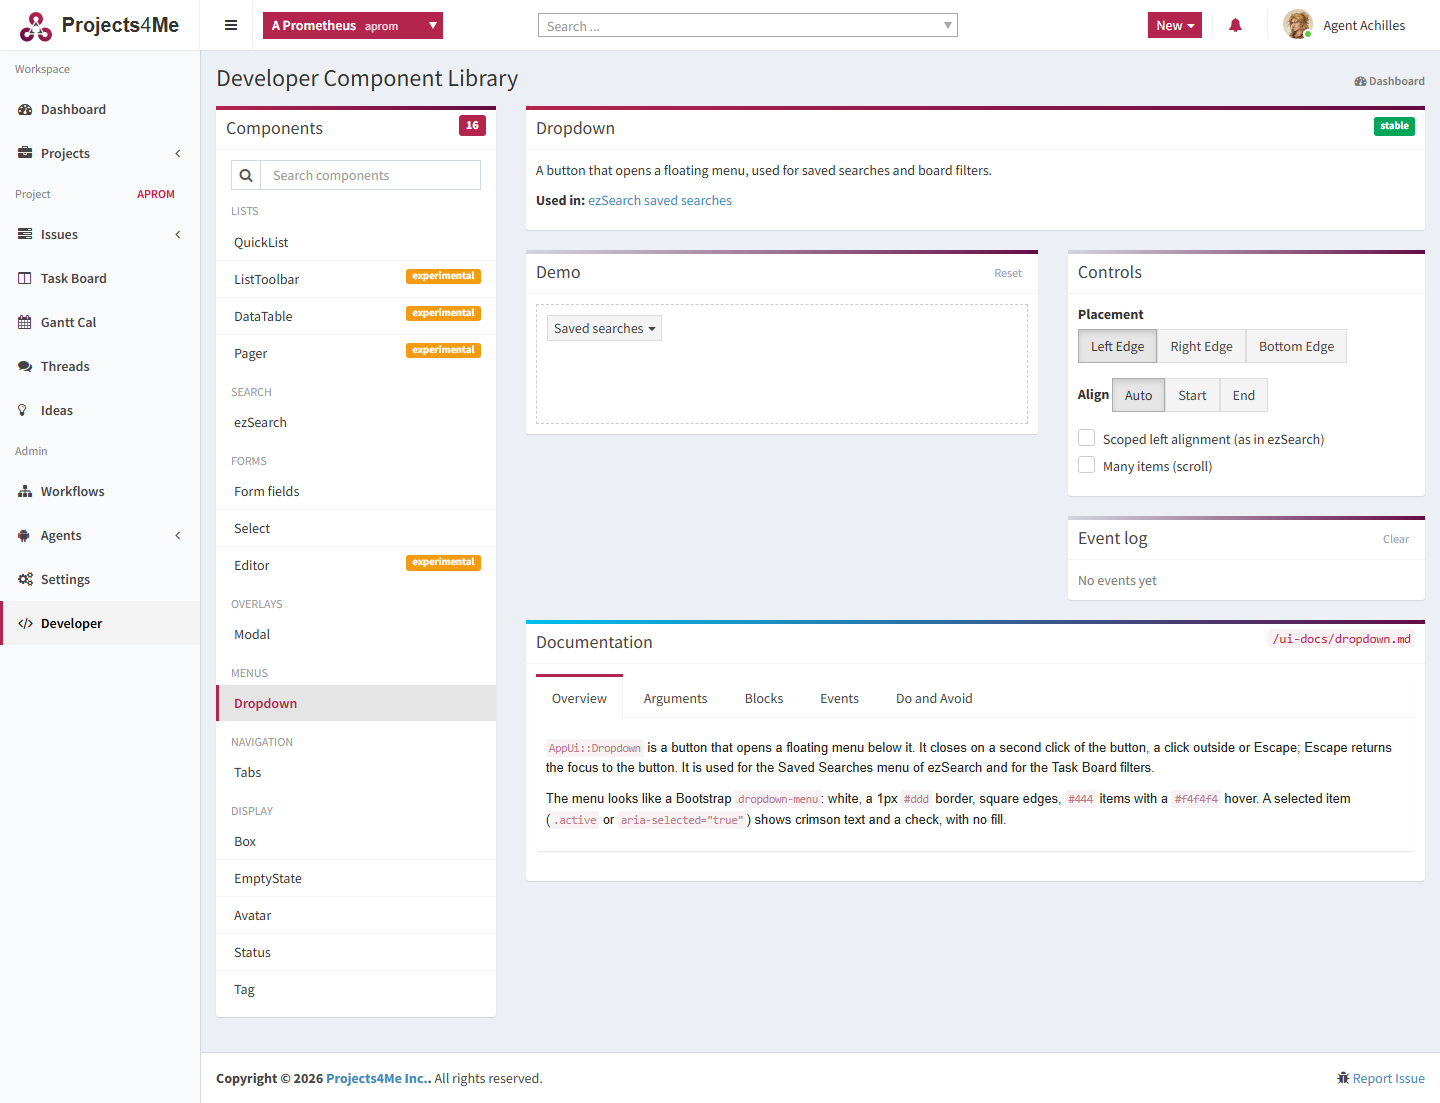 Projects4Me
A Prometheus aprom
Search ...
New
Agent Achilles
Workspace
Dashboard
Projects
Project APROM
Issues
Task Board
Gantt Cal
Threads
Ideas
Admin
Workflows
Agents
Settings
Developer
Developer Component Library
Dashboard
Components 16
Search components
LISTS
QuickList
ListToolbar experimental
DataTable experimental
Pager experimental
SEARCH
ezSearch
FORMS
Form fields
Select
Editor experimental
OVERLAYS
Modal
MENUS
Dropdown
NAVIGATION
Tabs
DISPLAY
Box
EmptyState
Avatar
Status
Tag
Dropdown stable
A button that opens a floating menu, used for saved searches and board filters.
Used in: ezSearch saved searches
Demo Reset
Saved searches
Controls
Placement
Left Edge Right Edge Bottom Edge
Align Auto Start End
Scoped left alignment (as in ezSearch)
Many items (scroll)
Event log Clear
No events yet
Documentation /ui-docs/dropdown.md
Overview Arguments Blocks Events Do and Avoid
AppUi::Dropdown is a button that opens a floating menu below it. It closes on a second click of the button, a click outside or Escape; Escape returns
the focus to the button. It is used for the Saved Searches menu of ezSearch and for the Task Board filters.
The menu looks like a Bootstrap dropdown-menu: white, a 1px #ddd border, square edges, #444 items with a #f4f4f4 hover. A selected item
(.active or aria-selected="true") shows crimson text and a check, with no fill.
Copyright © 2026 Projects4Me Inc.. All rights reserved.
Report Issue